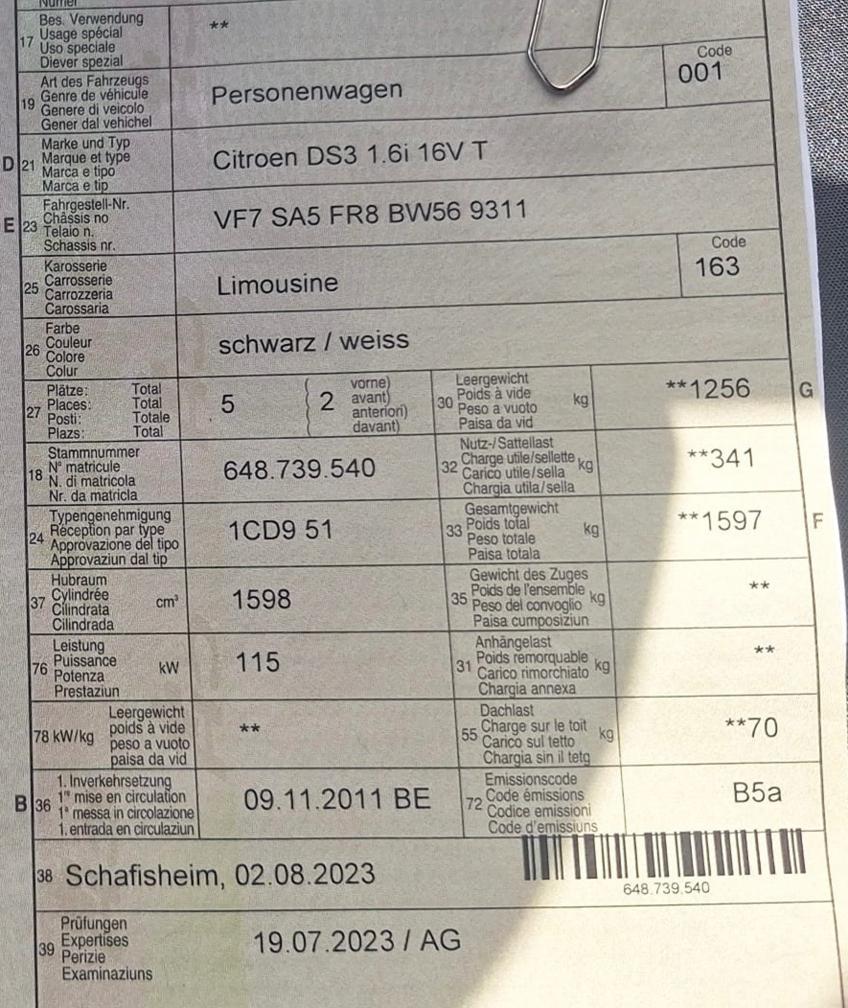 Numer
17 Bes. Verwendung
Usage spécial
Uso speciale
Diever spezial
**
19 Art des Fahrzeugs
Genre de véhicule
Genere di veicolo
Gener dal vehichel
Personenwagen
Code
001
D 21 Marke und Typ
Marque et type
Marca e tipo
Marca e tip
Citroen DS3 1.6i 16V T
E 23 Fahrgestell-Nr.
Châssis no
Telaio n.
Schassis nr.
VF7 SA5 FR8 BW56 9311
25 Karosserie
Carrosserie
Carrozzeria
Carossaria
Limousine
Code
163
26 Farbe
Couleur
Colore
Colur
schwarz / weiss
27 Plätze: Total
Places: Total
Posti: Totale
Plazs: Total
5
2
vorne)
avant)
anteriori)
davant)
30 Leergewicht
Poids à vide
Peso a vuoto
Paisa da vid
kg
**1256
G
18 Stammnummer
N° matricule
N. di matricola
Nr. da matricla
648.739.540
32 Nutz-/Sattellast
Charge utile/sellette
Carico utile/sella
Chargia utila/sella
kg
**341
24 Typengenehmigung
Réception par type
Approvazione del tipo
Approvaziun dal tip
1CD9 51
33 Gesamtgewicht
Poids total
Peso totale
Paisa totala
kg
**1597
F
37 Hubraum
Cylindrée
Cilindrata
Cilindrada
cm³
1598
35 Gewicht des Zuges
Poids de l'ensemble
Peso del convoglio
Paisa cumposiziun
kg
**
76 Leistung
Puissance
Potenza
Prestaziun
kW
115
31 Anhängelast
Poids remorquable
Carico rimorchiato
Chargia annexa
kg
**
78 kW/kg
Leergewicht
poids à vide
peso a vuoto
paisa da vid
**
55 Dachlast
Charge sur le toit
Carico sul tetto
Chargia sin il tetg
kg
**70
B 36 1. Inverkehrsetzung
1re mise en circulation
1a messa in circolazione
1. entrada en circulaziun
09.11.2011 BE
72 Emissionscode
Code émissions
Codice emissioni
Code d'emissiuns
B5a
38 Schafisheim, 02.08.2023
648.739.540
39 Prüfungen
Expertises
Perizie
Examinaziuns
19.07.2023 / AG